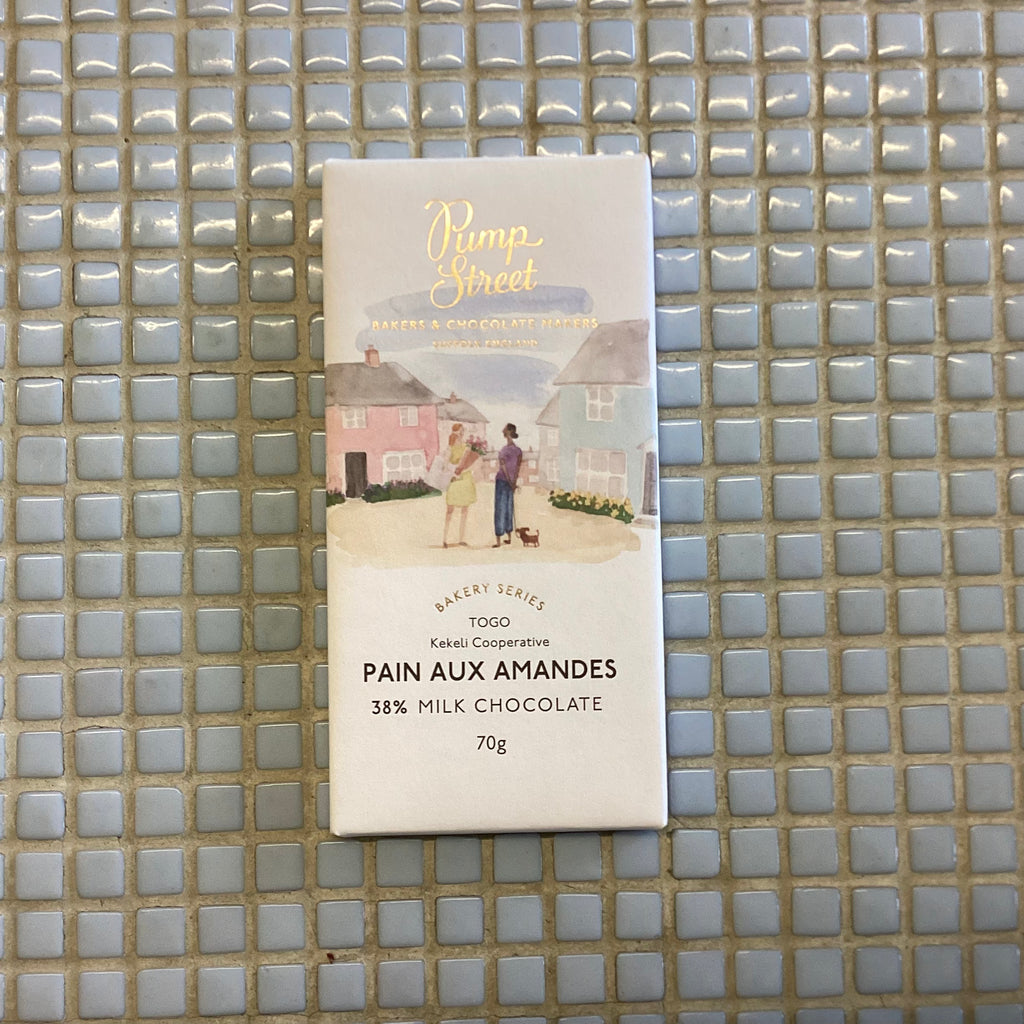 Pump
Street
BAKERS & CHOCOLATE MAKERS
SUFFOLK, ENGLAND
BAKERY SERIES
TOGO
Kekeli Cooperative
PAIN AUX AMANDES
38% MILK CHOCOLATE
70g